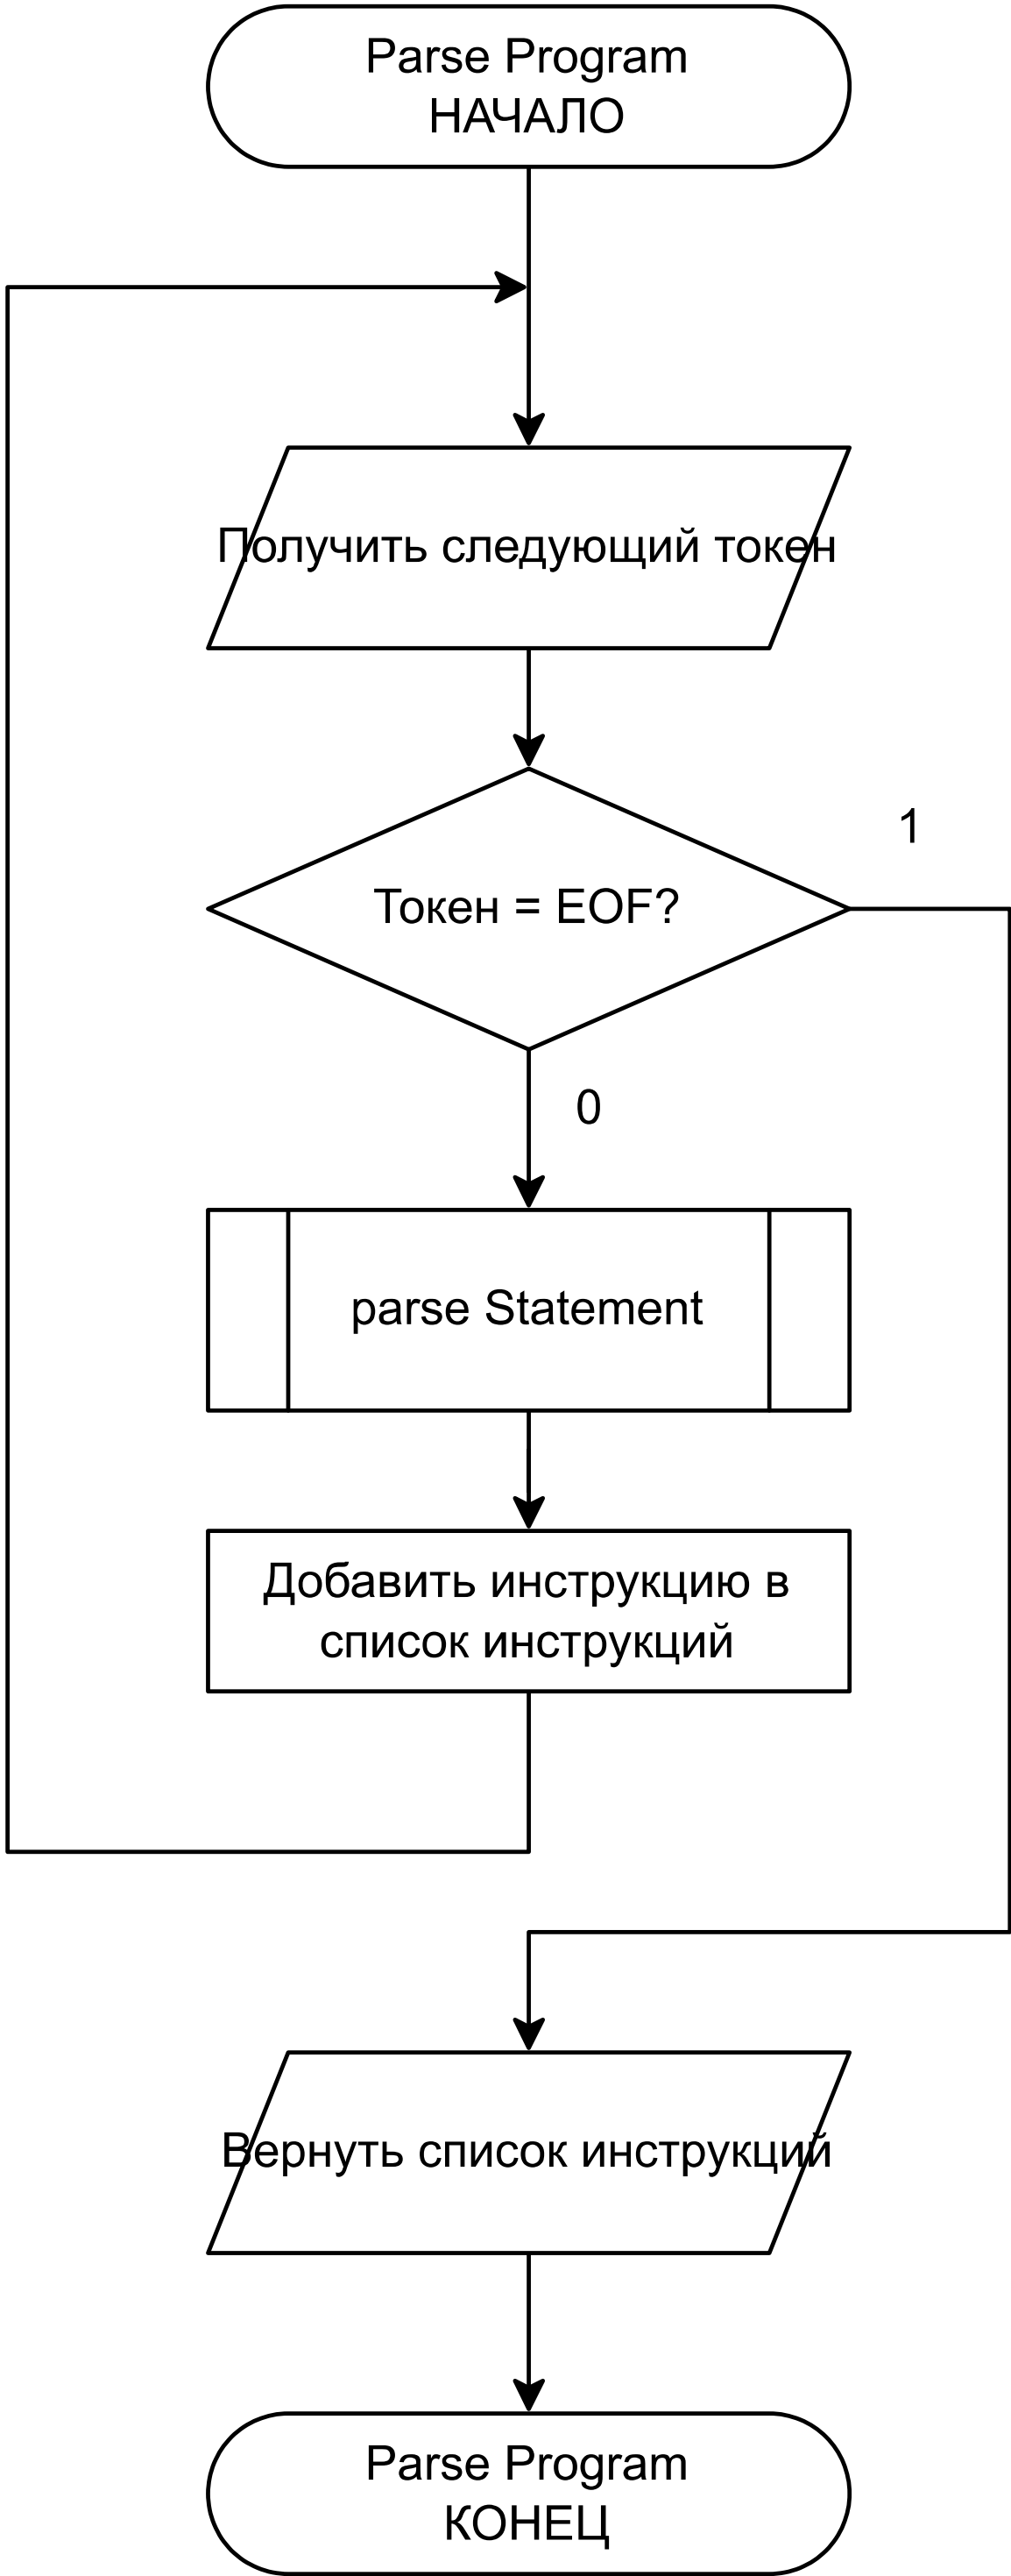 Parse Program
НАЧАЛО
Получить следующий токен
Токен = EOF?
1
0
parse Statement
Добавить инструкцию в
список инструкций
Вернуть список инструкций
Parse Program
КОНЕЦ